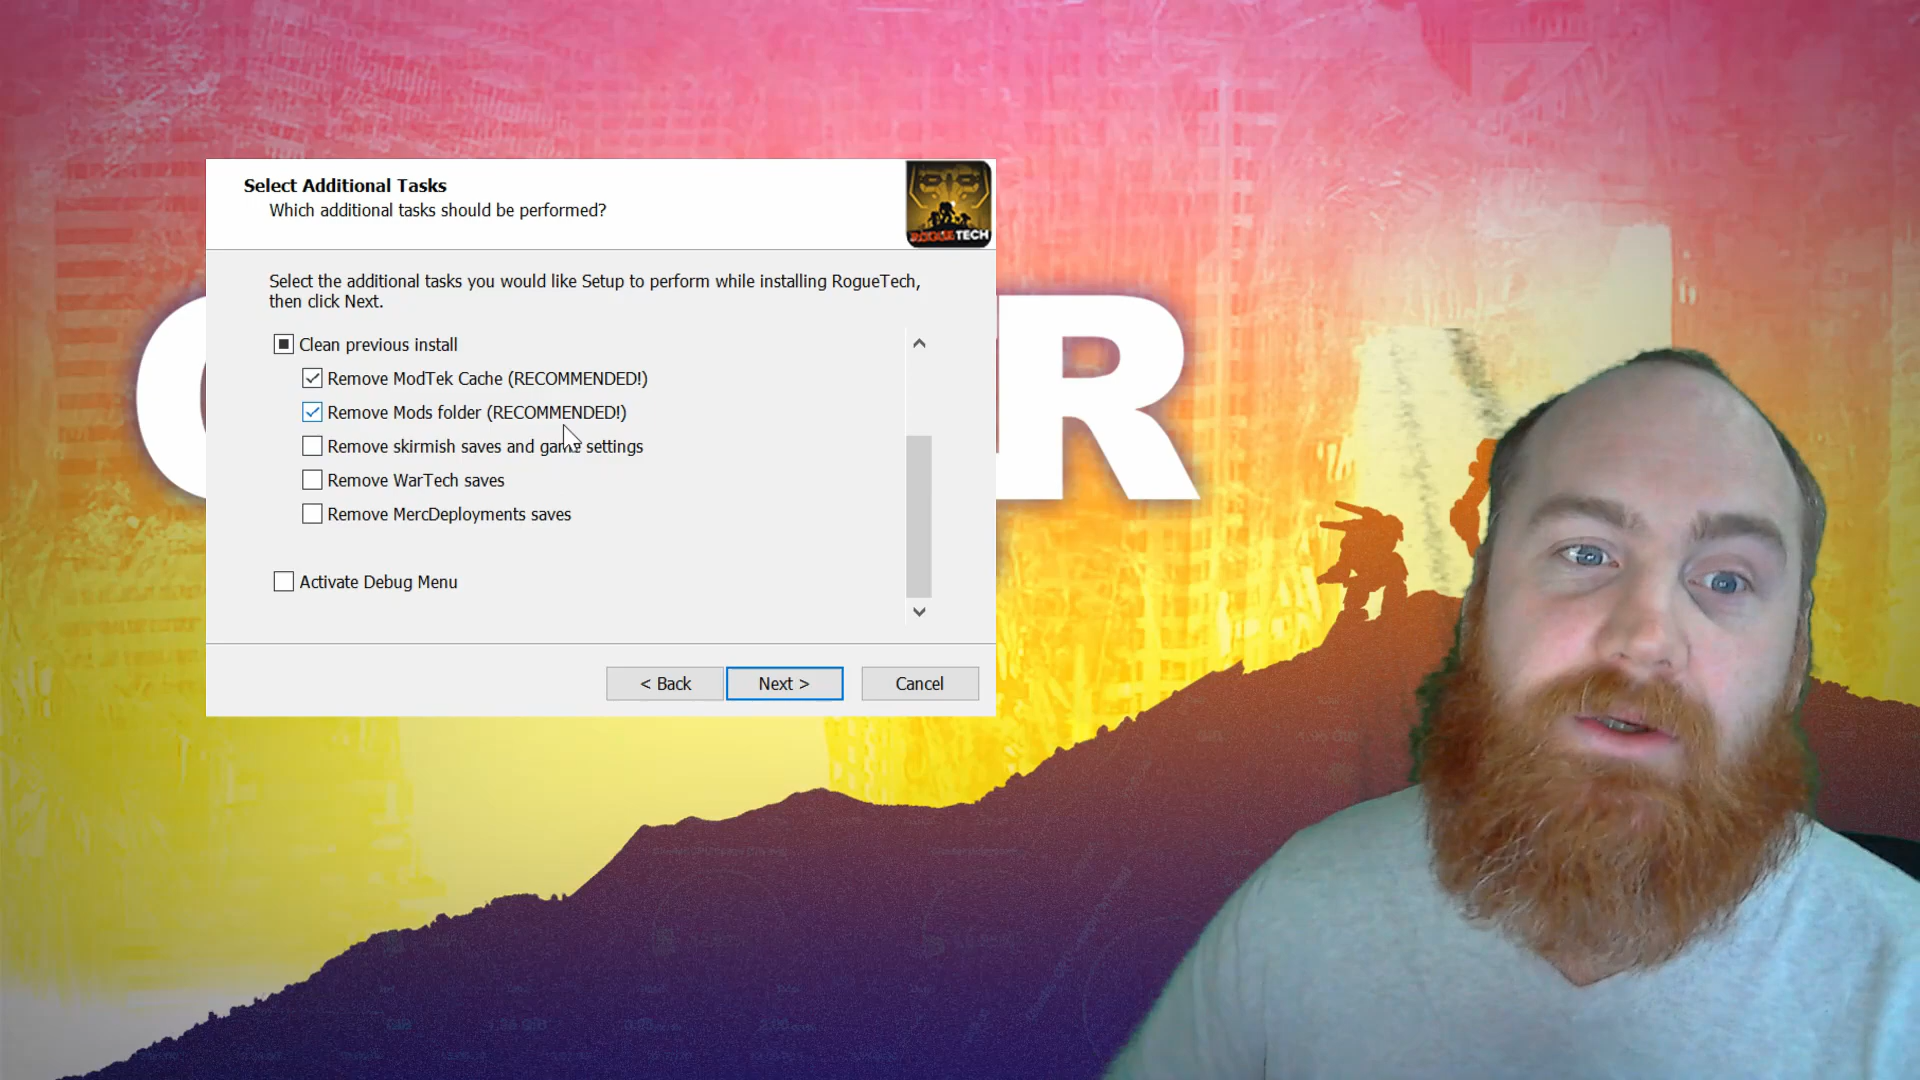 Select Additional Tasks
Which additional tasks should be performed?
ROGUETECH
Select the additional tasks you would like Setup to perform while installing RogueTech,
then click Next.
Clean previous install
Remove ModTek Cache (RECOMMENDED!)
Remove Mods folder (RECOMMENDED!)
Remove skirmish saves and game settings
Remove WarTech saves
Remove MercDeployments saves
Activate Debug Menu
< Back
Next >
Cancel
R